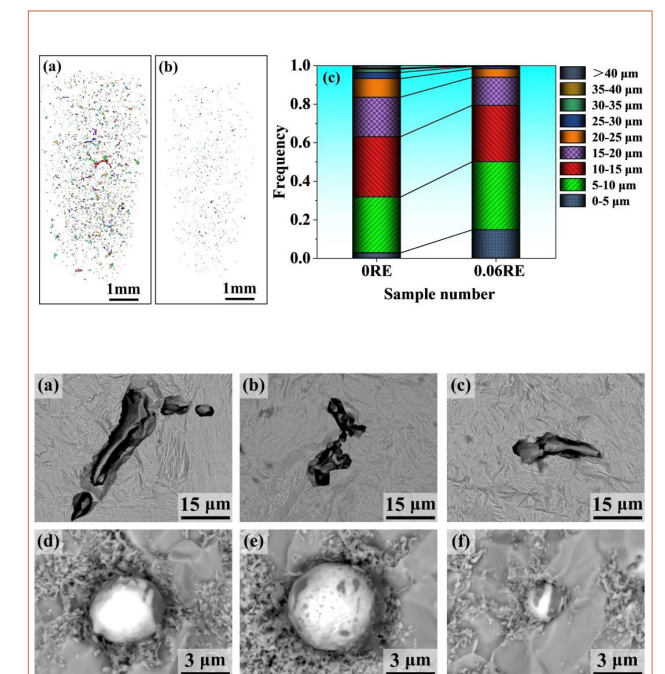 (a)
(b)
1mm
1mm
(c)
Frequency
1.0
0.8
0.6
0.4
0.2
0.0
0RE
0.06RE
Sample number
＞40 μm
35-40 μm
30-35 μm
25-30 μm
20-25 μm
15-20 μm
10-15 μm
5-10 μm
0-5 μm
(a)
15 μm
(b)
15 μm
(c)
15 μm
(d)
3 μm
(e)
3 μm
(f)
3 μm